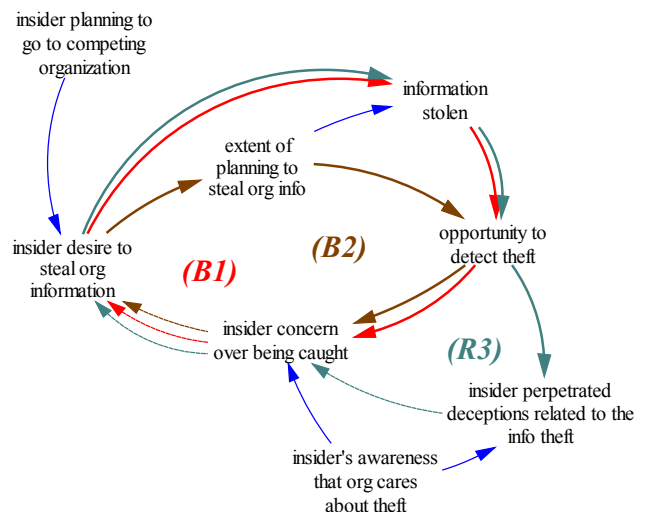 insider planning to
go to competing
organization
information
stolen
extent of
planning to
steal org info
opportunity to
detect theft
insider desire to
steal org
information
(B1)
(B2)
insider concern
over being caught
(R3)
insider perpetrated
deceptions related to the
info theft
insider's awareness
that org cares
about theft